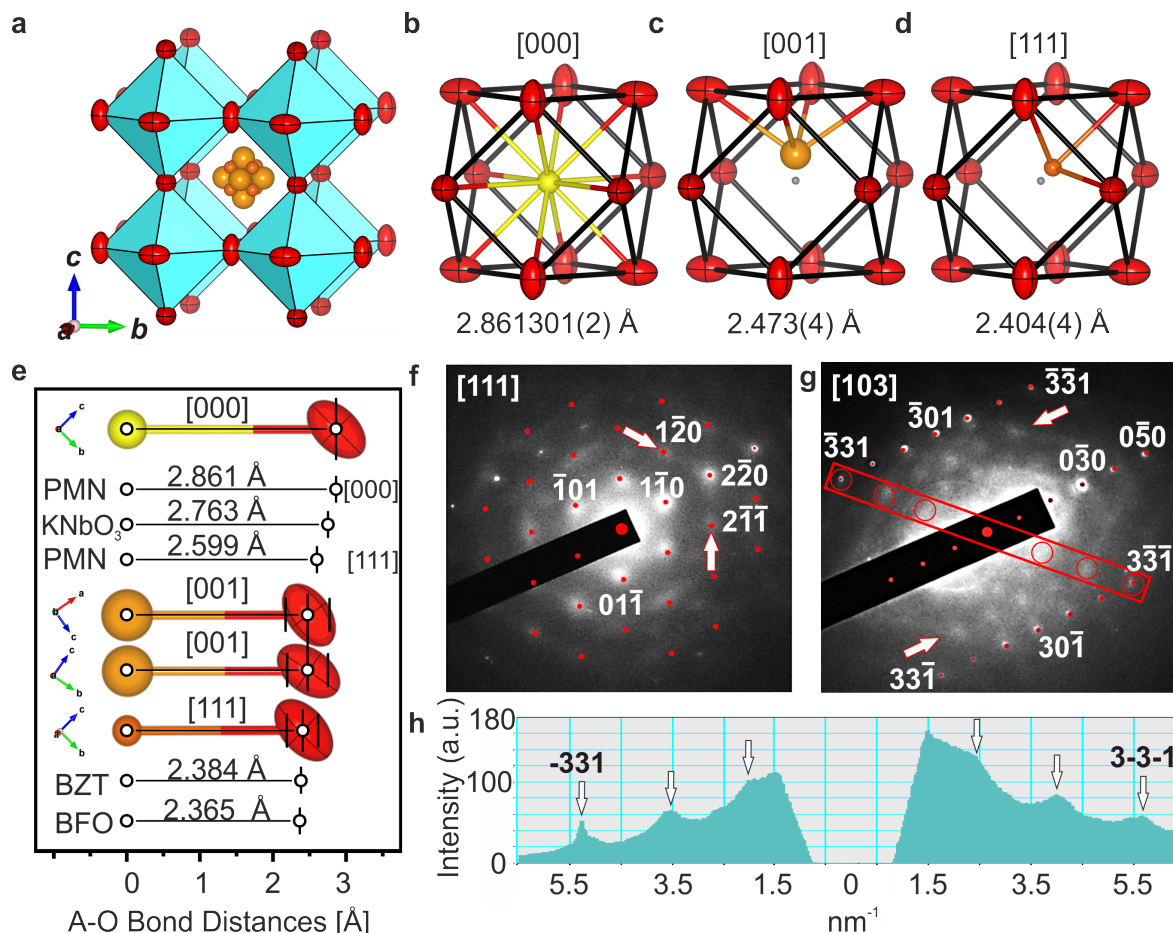 a
b
c
d
[000]
[001]
[111]
c
a
b
2.861301(2) Å
2.473(4) Å
2.404(4) Å
e
[000]
c
a
b
PMN
2.861 Å
[000]
KNbO₃
2.763 Å
PMN
2.599 Å
[111]
[001]
a
b
c
[001]
c
a
b
[111]
c
a
b
BZT
2.384 Å
BFO
2.365 Å
0
1
2
3
A-O Bond Distances [Å]
f
[111]
12̅0
22̅0
1̅01
11̅0
21̅1̅
011̅
g
[103]
3̅3̅1
3̅01
05̅0
3̅31
03̅0
33̅1̅
301̅
331̅
h
Intensity (a.u.)
180
100
0
-331
3-3-1
5.5
3.5
1.5
0
1.5
3.5
5.5
nm⁻¹